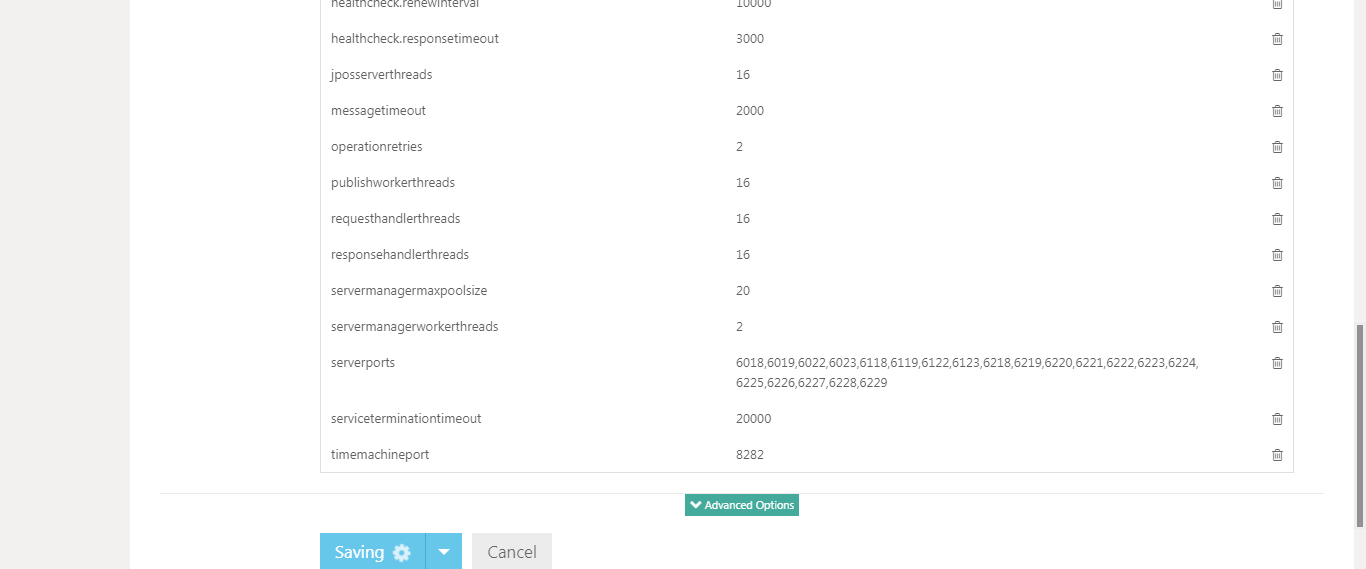 healthcheck.renewinterval 10000
healthcheck.responsetimeout 3000
jposserverthreads 16
messagetimeout 2000
operationretries 2
publishworkerthreads 16
requesthandlerthreads 16
responsehandlerthreads 16
servermanagermaxpoolsize 20
servermanagerworkerthreads 2
serverports 6018,6019,6022,6023,6118,6119,6122,6123,6218,6219,6220,6221,6222,6223,6224,
6225,6226,6227,6228,6229
serviceterminationtimeout 20000
timemachineport 8282
Advanced Options
Saving Cancel